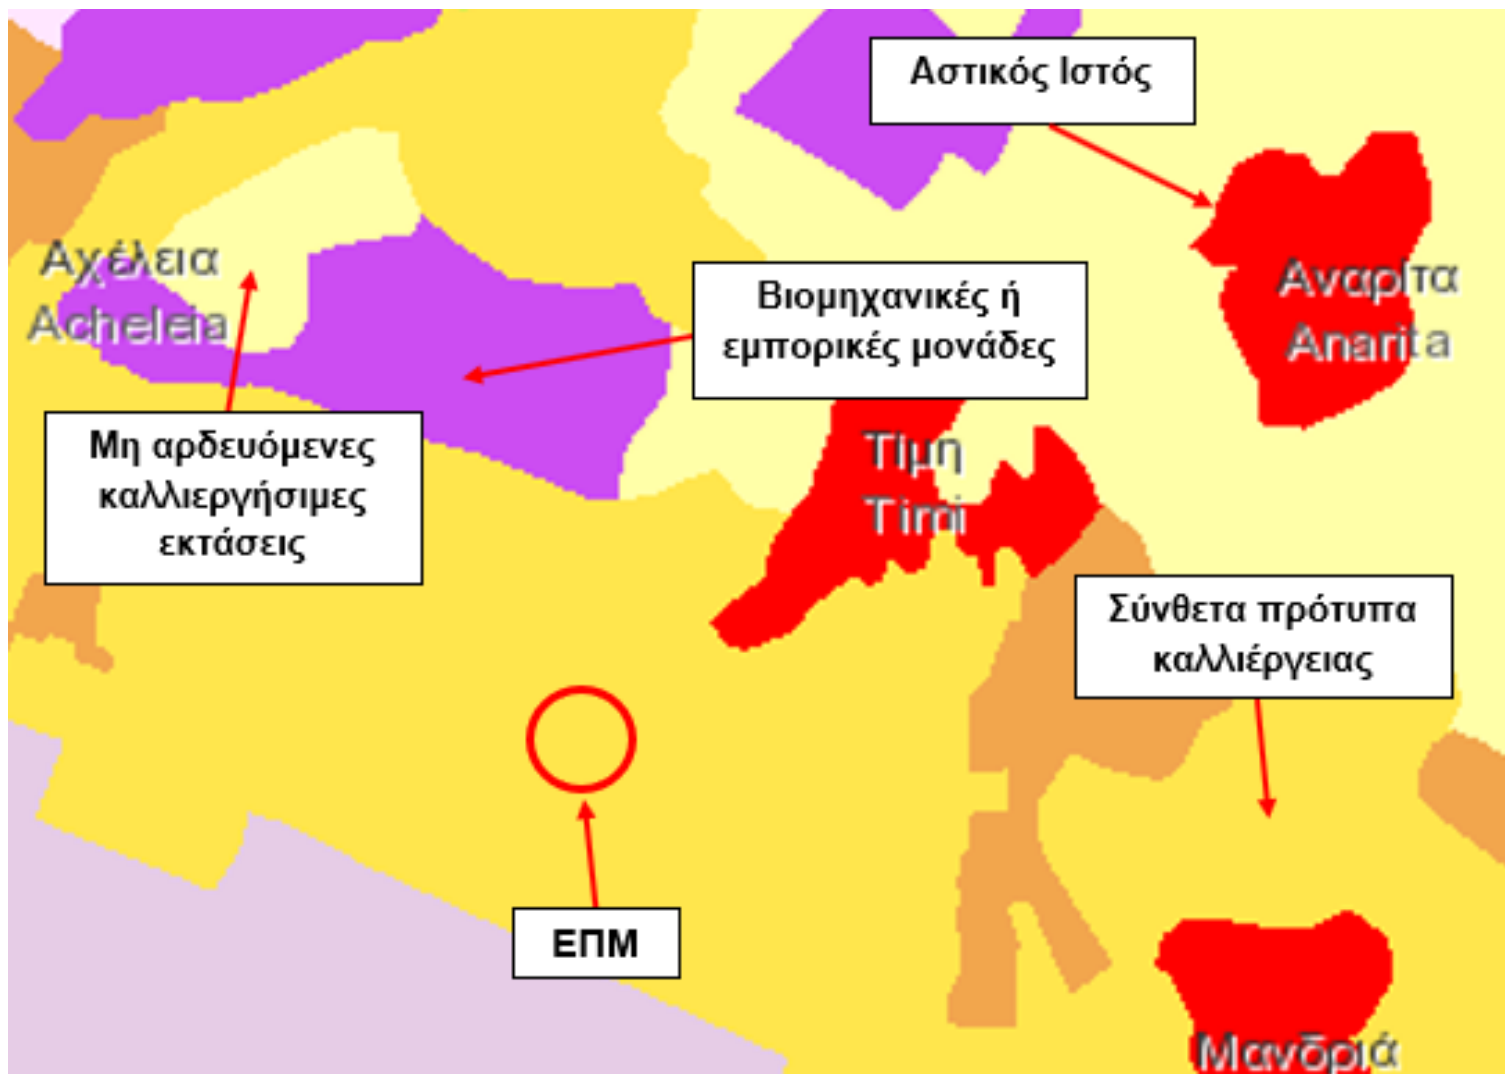 Αστικός Ιστός
Αχέλεια
Acheleia
Βιομηχανικές ή
εμπορικές μονάδες
Αναρίτα
Anarita
Μη αρδευόμενες
καλλιεργήσιμες
εκτάσεις
Τίμη
Timi
Σύνθετα πρότυπα
καλλιέργειας
ΕΠΜ
Μανδριά